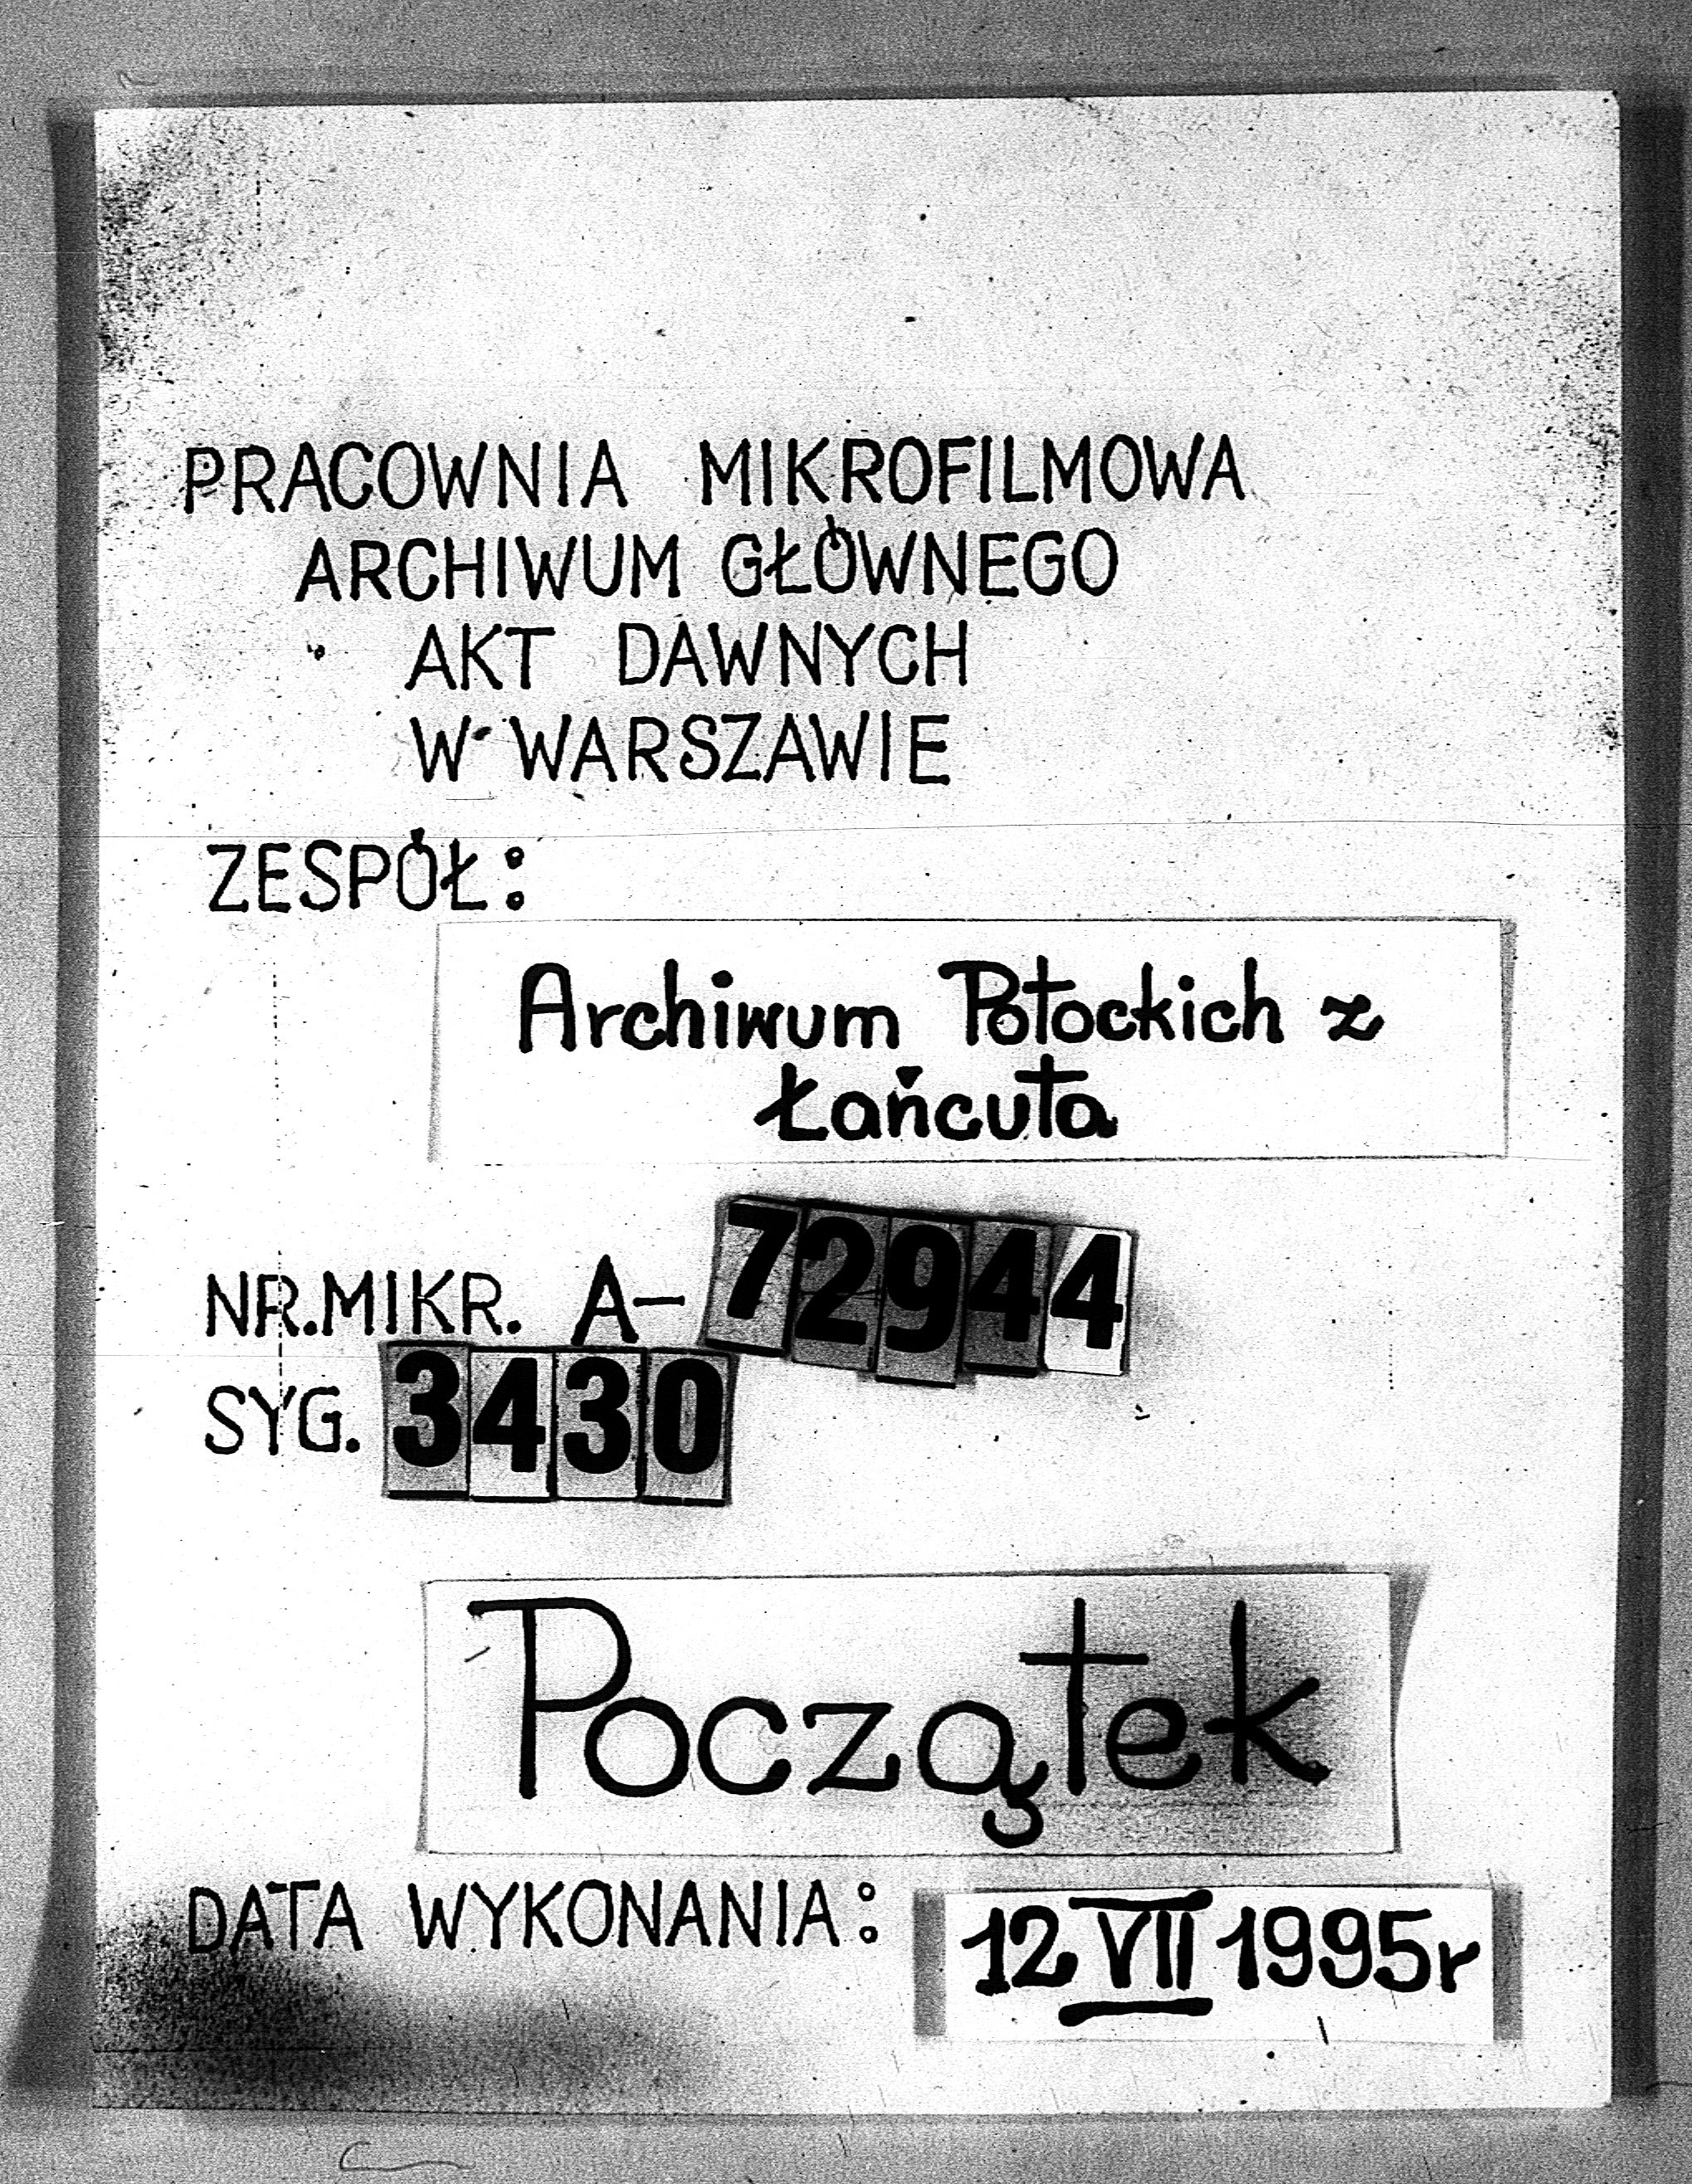 PRACOWNIA MIKROFILMOWA
ARCHIWUM GŁÓWNEGO
AKT DAWNYCH
W WARSZAWIE
ZESPÓŁ:
Archiwum Potockich z
Łańcuta
NR.MIKR. A-72944
SYG. 3430
Początek
DATA WYKONANIA: 12 VII 1995r